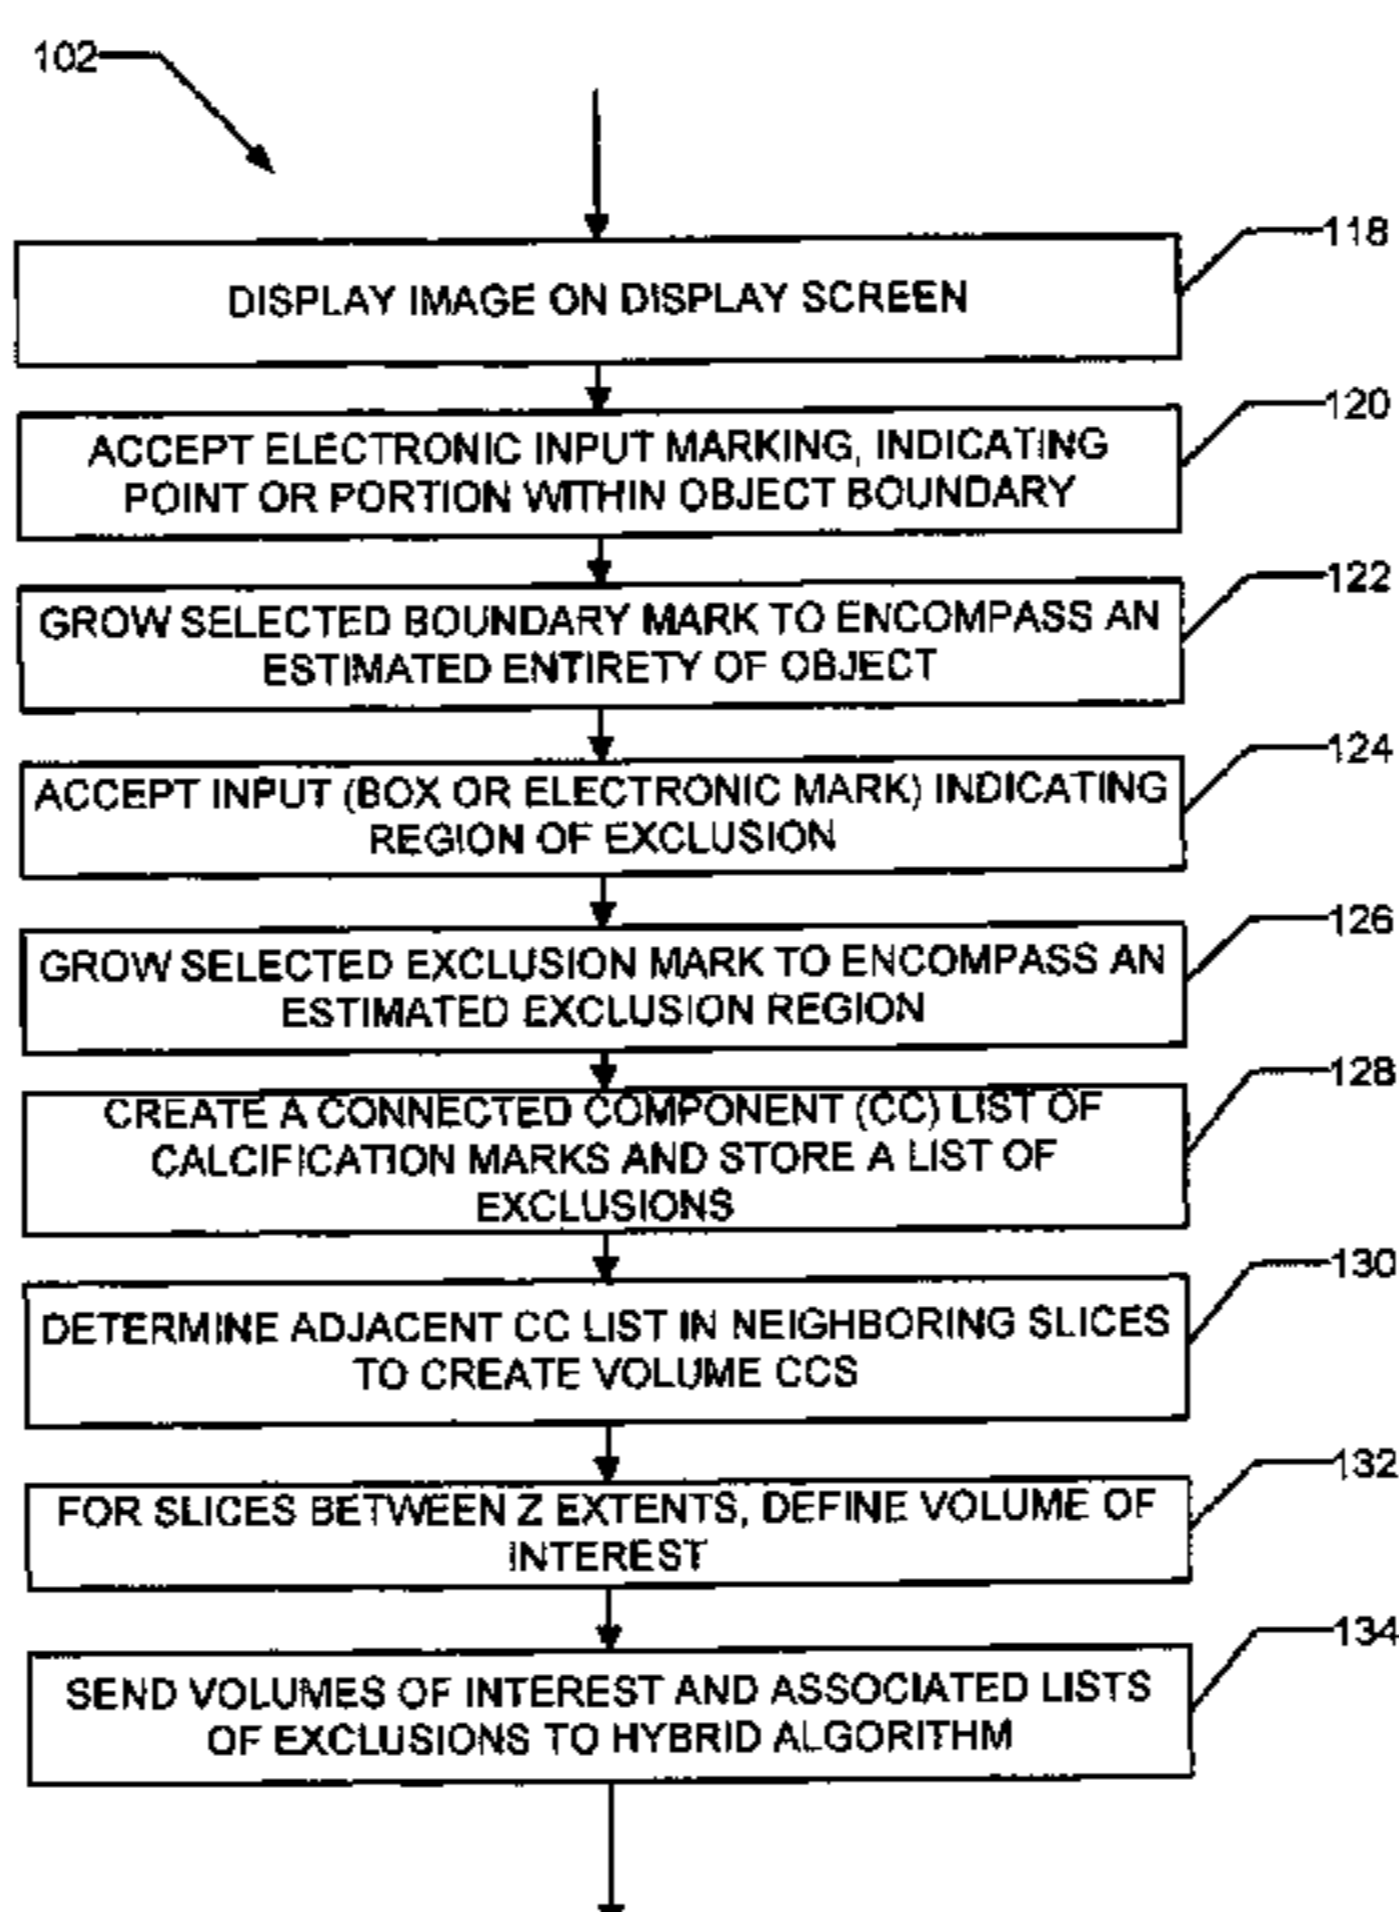 102
118
DISPLAY IMAGE ON DISPLAY SCREEN
120
ACCEPT ELECTRONIC INPUT MARKING, INDICATING
POINT OR PORTION WITHIN OBJECT BOUNDARY
122
GROW SELECTED BOUNDARY MARK TO ENCOMPASS AN
ESTIMATED ENTIRETY OF OBJECT
124
ACCEPT INPUT (BOX OR ELECTRONIC MARK) INDICATING
REGION OF EXCLUSION
126
GROW SELECTED EXCLUSION MARK TO ENCOMPASS AN
ESTIMATED EXCLUSION REGION
128
CREATE A CONNECTED COMPONENT (CC) LIST OF
CALCIFICATION MARKS AND STORE A LIST OF
EXCLUSIONS
130
DETERMINE ADJACENT CC LIST IN NEIGHBORING SLICES
TO CREATE VOLUME CCS
132
FOR SLICES BETWEEN Z EXTENTS, DEFINE VOLUME OF
INTEREST
134
SEND VOLUMES OF INTEREST AND ASSOCIATED LISTS
OF EXCLUSIONS TO HYBRID ALGORITHM